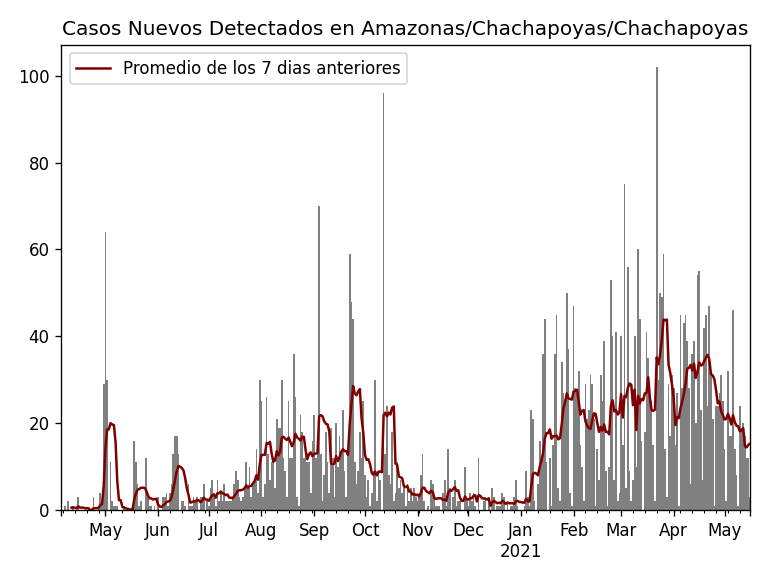 Casos Nuevos Detectados en Amazonas/Chachapoyas/Chachapoyas
Promedio de los 7 dias anteriores
100
80
60
40
20
0
May Jun Jul Aug Sep Oct Nov Dec Jan Feb Mar Apr May
2021